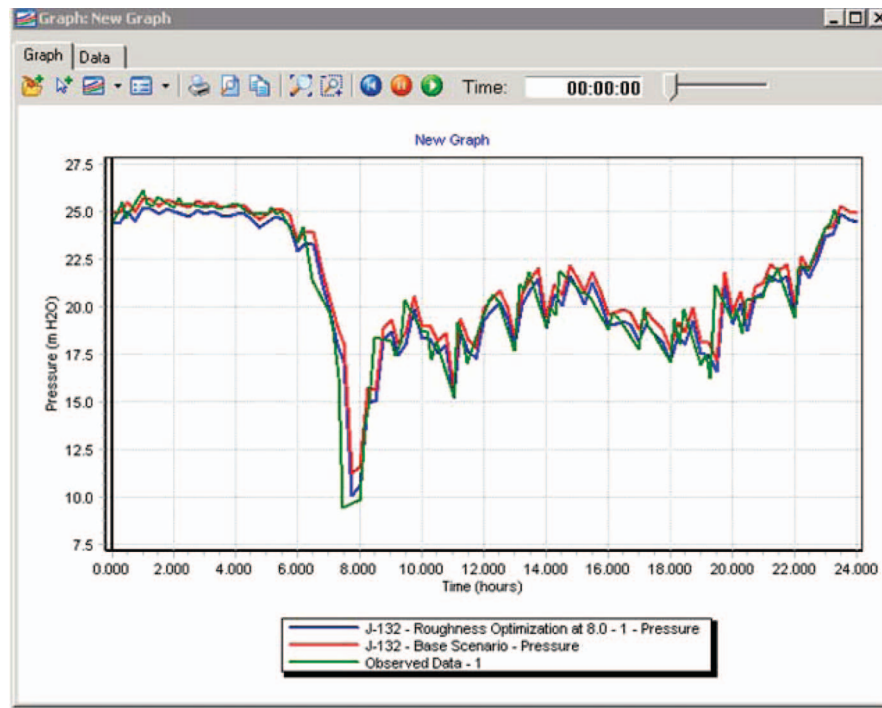 Graph: New Graph
Graph Data
Time: 00:00:00
New Graph
27.5
25.0
22.5
20.0
17.5
15.0
12.5
10.0
7.5
Pressure (m H2O)
0.000 2.000 4.000 6.000 8.000 10.000 12.000 14.000 16.000 18.000 20.000 22.000 24.000
Time (hours)
J-132 - Roughness Optimization at 8.0 - 1 - Pressure
J-132 - Base Scenario - Pressure
Observed Data - 1